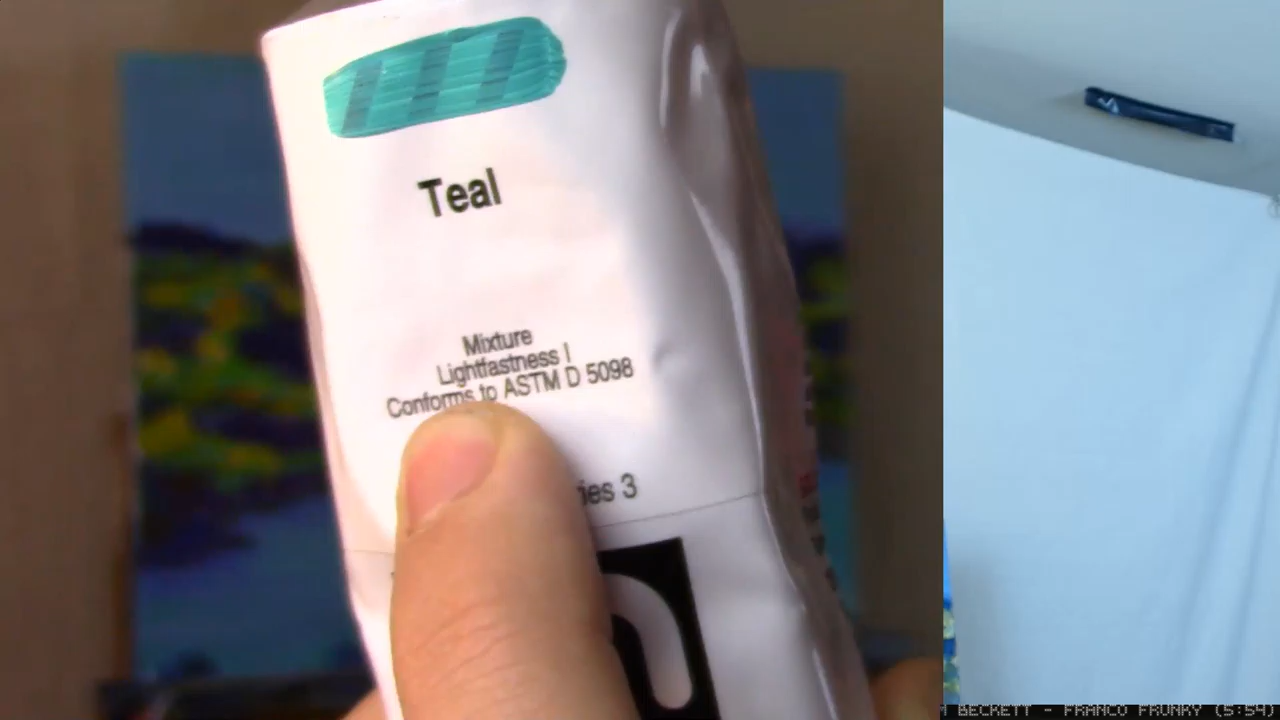 Teal
Mixture
Lightfastness I
Conforms to ASTM D 5098
ies 3
BECKETT - FRANCO FRUNKY (5:54)